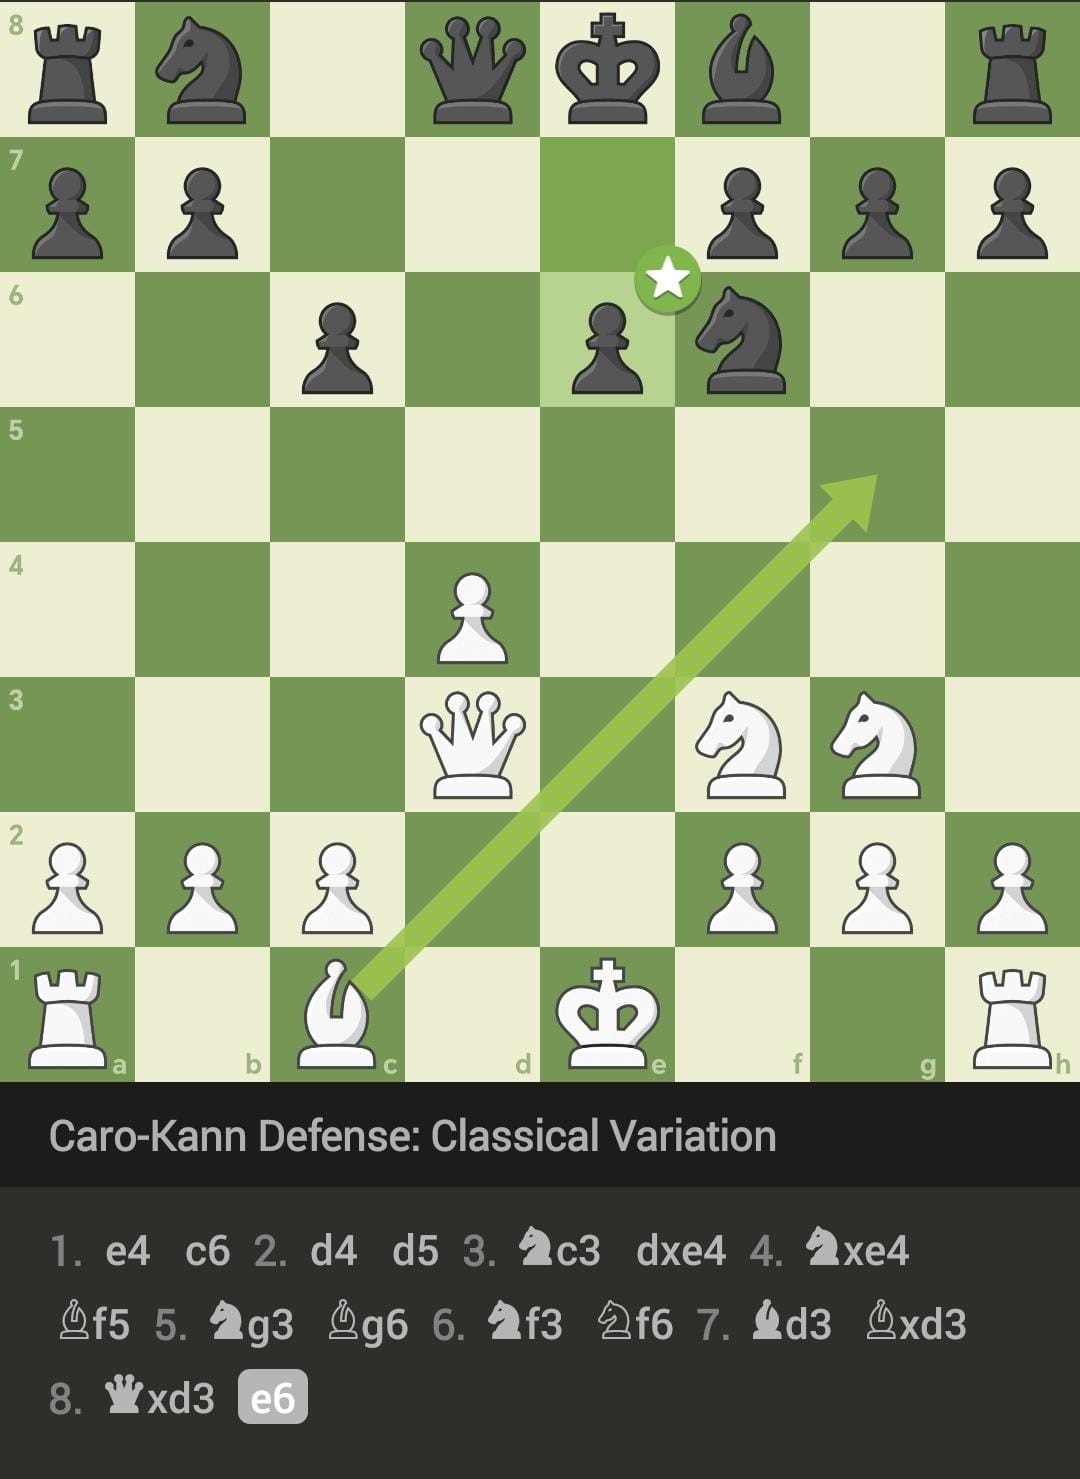 8
7
6
5
4
3
2
1
a b c d e f g h
Caro-Kann Defense: Classical Variation
1. e4 c6 2. d4 d5 3. ♞c3 dxe4 4. ♞xe4
♗f5 5. ♞g3 ♗g6 6. ♞f3 ♘f6 7. ♝d3 ♗xd3
8. ♛xd3 e6